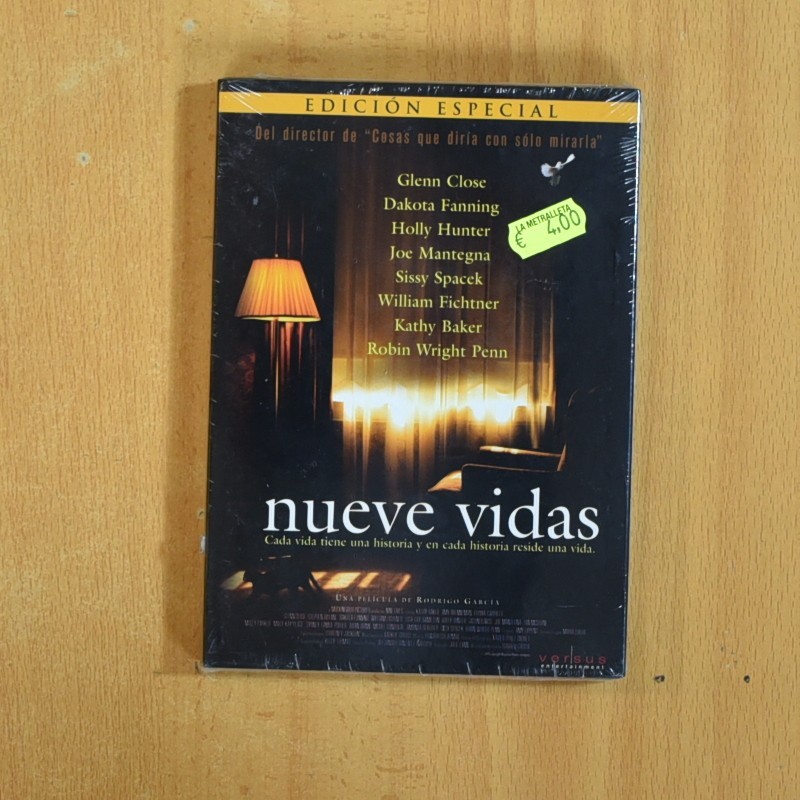 EDICIÓN ESPECIAL
Del director de "Cosas que diría con sólo mirarla"
Glenn Close
Dakota Fanning
Holly Hunter
Joe Mantegna
Sissy Spacek
William Fichtner
Kathy Baker
Robin Wright Penn
LA METRALLETA
€ 4,00
nueve vidas
Cada vida tiene una historia y en cada historia reside una vida.
UNA PELÍCULA DE RODRIGO GARCÍA
versus
entertainment